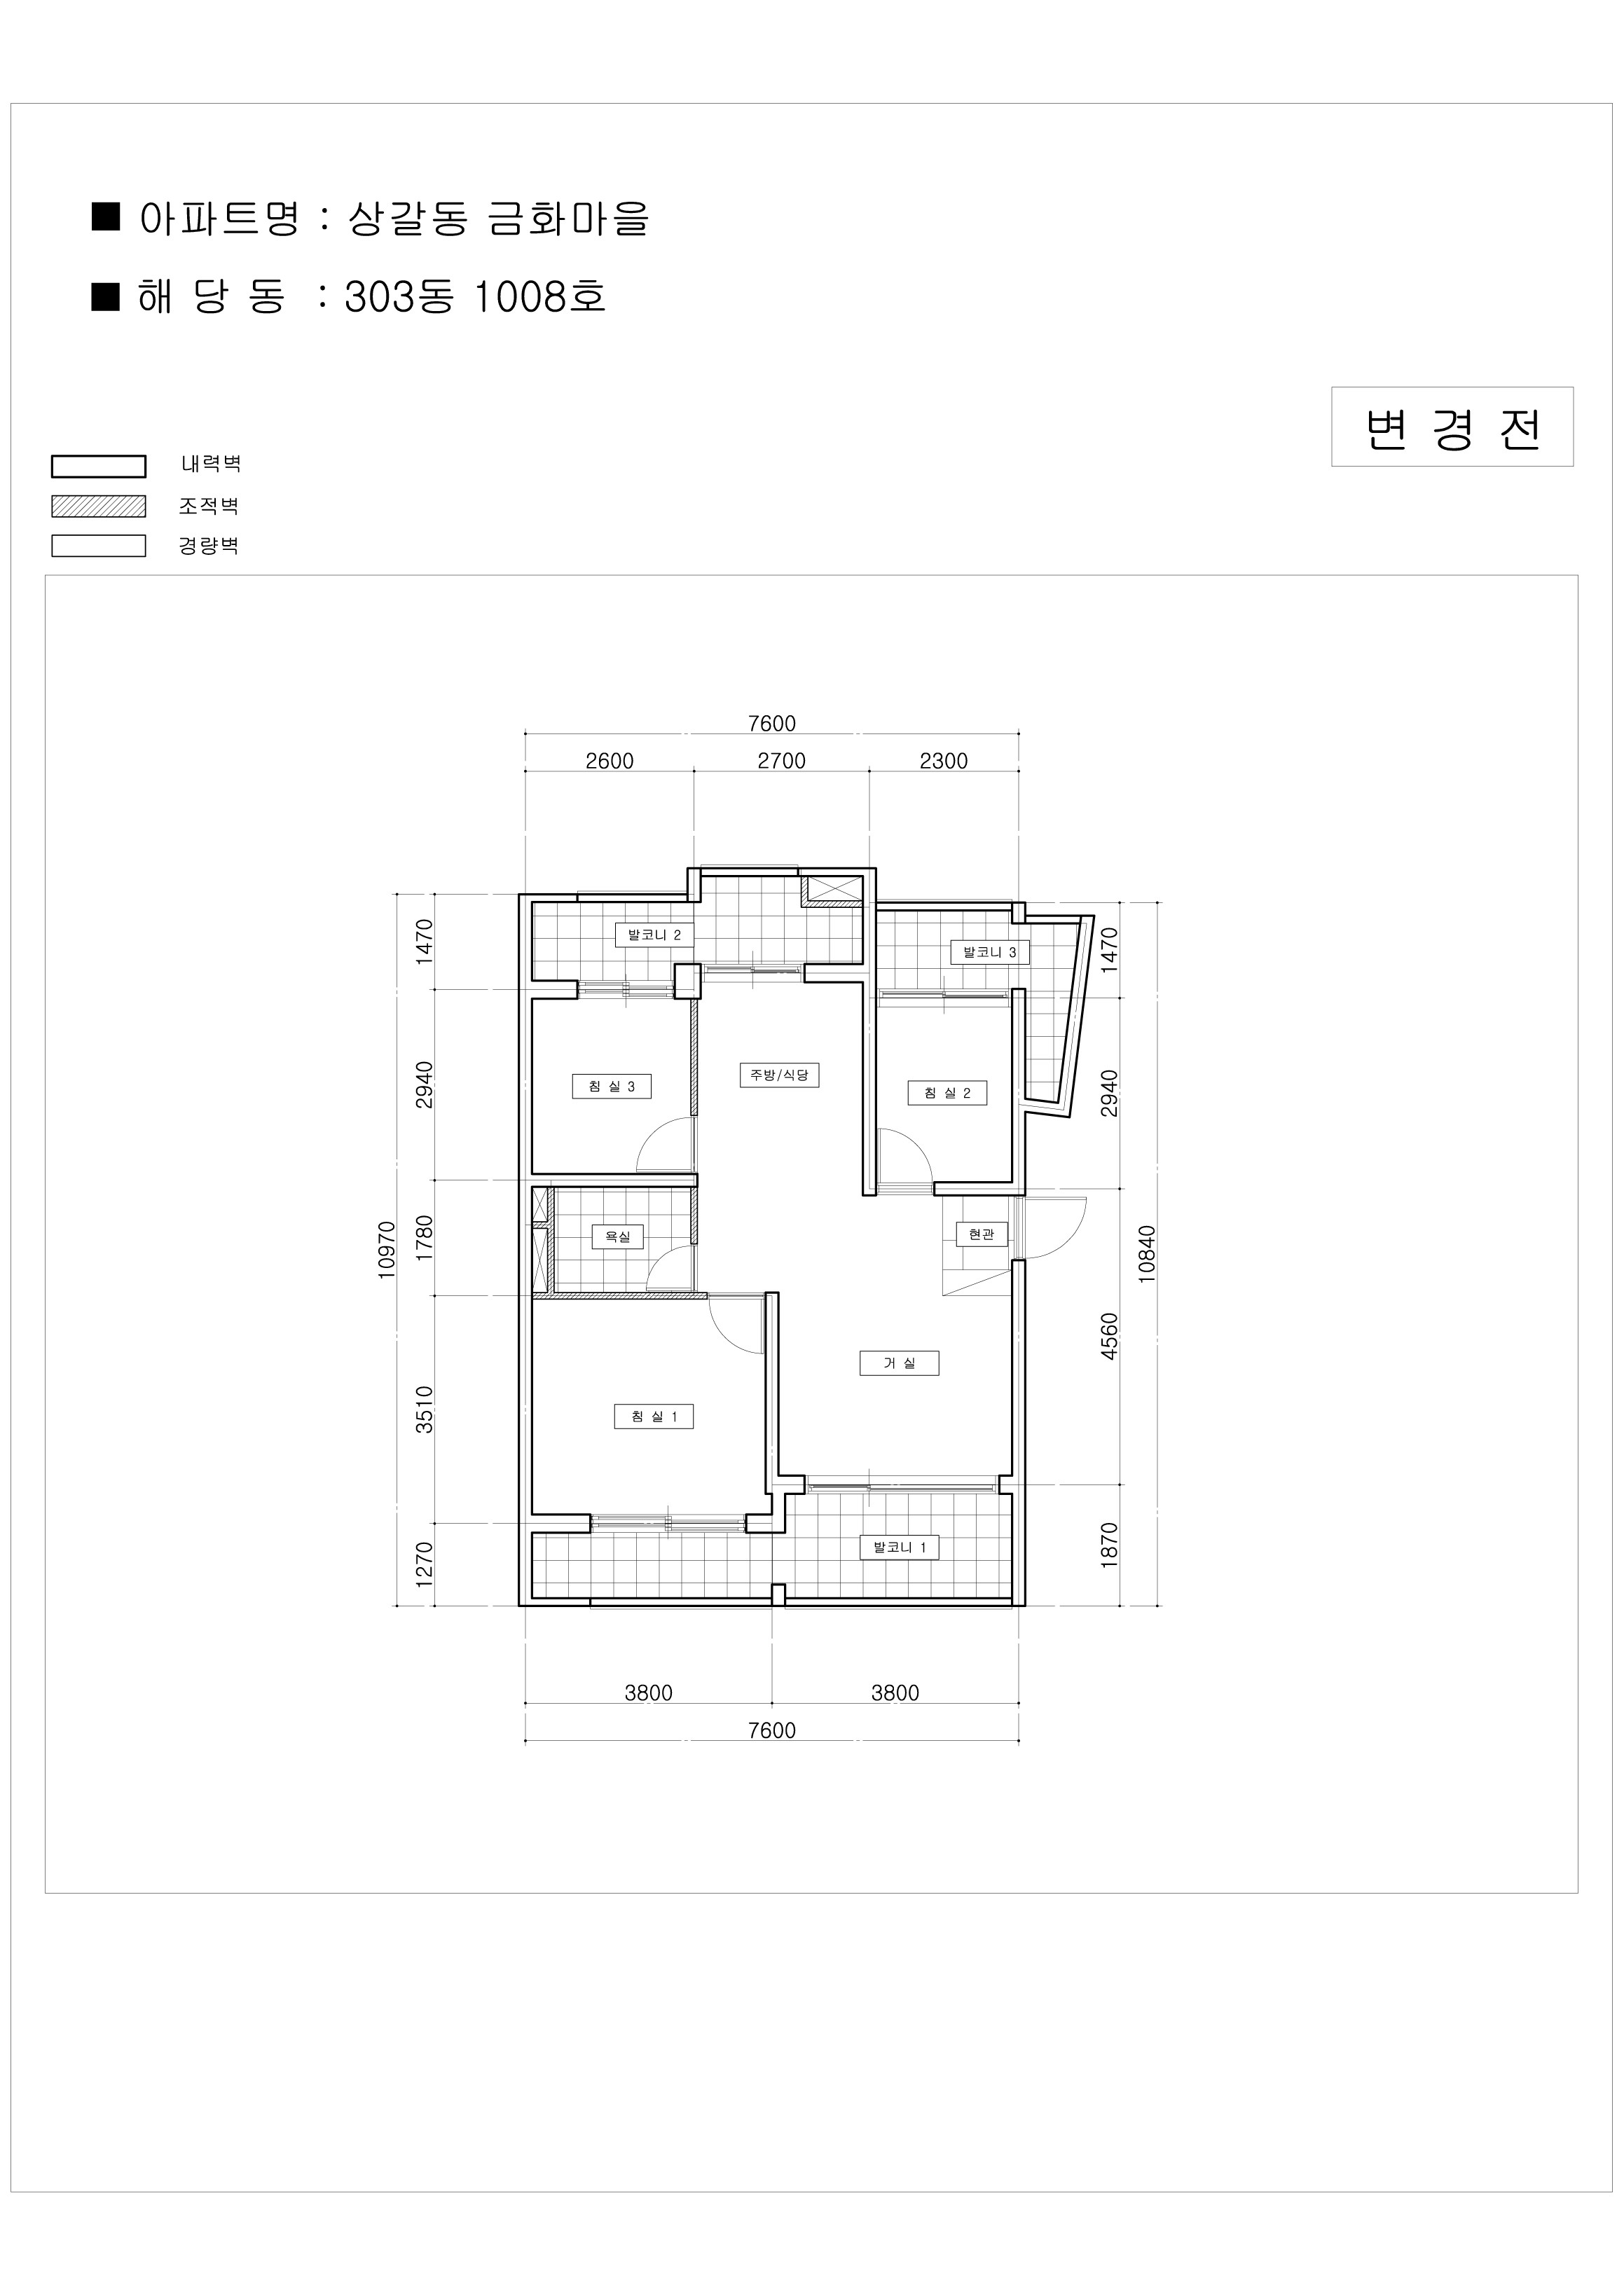 ■ 아파트명 : 상갈동 금화마을
■ 해 당 동 : 303동 1008호
변 경 전
내력벽
조적벽
경량벽
7600
2600 2700 2300
발코니 2
발코니 3
1470
1470
침 실 3
주방/식당
침 실 2
2940
2940
욕실
현관
1780
10970
10840
거 실
4560
침 실 1
3510
발코니 1
1270
1870
3800 3800
7600